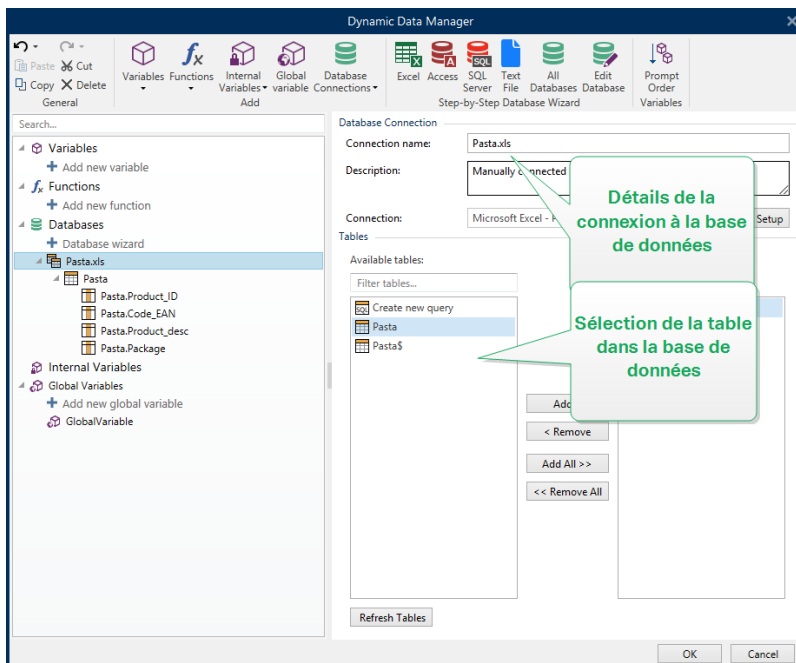 Dynamic Data Manager
Paste
Cut
Copy
Delete
General
Variables
Functions
Internal
Variables
Global
variable
Database
Connections
Add
Excel
Access
SQL
Server
Text
File
All
Databases
Edit
Database
Step-by-Step Database Wizard
Prompt
Order
Variables
Search...
Variables
Add new variable
Functions
Add new function
Databases
Database wizard
Pasta.xls
Pasta
Pasta.Product_ID
Pasta.Code_EAN
Pasta.Product_desc
Pasta.Package
Internal Variables
Global Variables
Add new global variable
GlobalVariable
Database Connection
Connection name:
Pasta.xls
Description:
Manually connected
Connection:
Microsoft Excel -
Setup
Détails de la
connexion à la base
de données
Tables
Available tables:
Filter tables...
Create new query
Pasta
Pasta$
Sélection de la table
dans la base de
données
Add
< Remove
Add All >>
<< Remove All
Refresh Tables
OK
Cancel